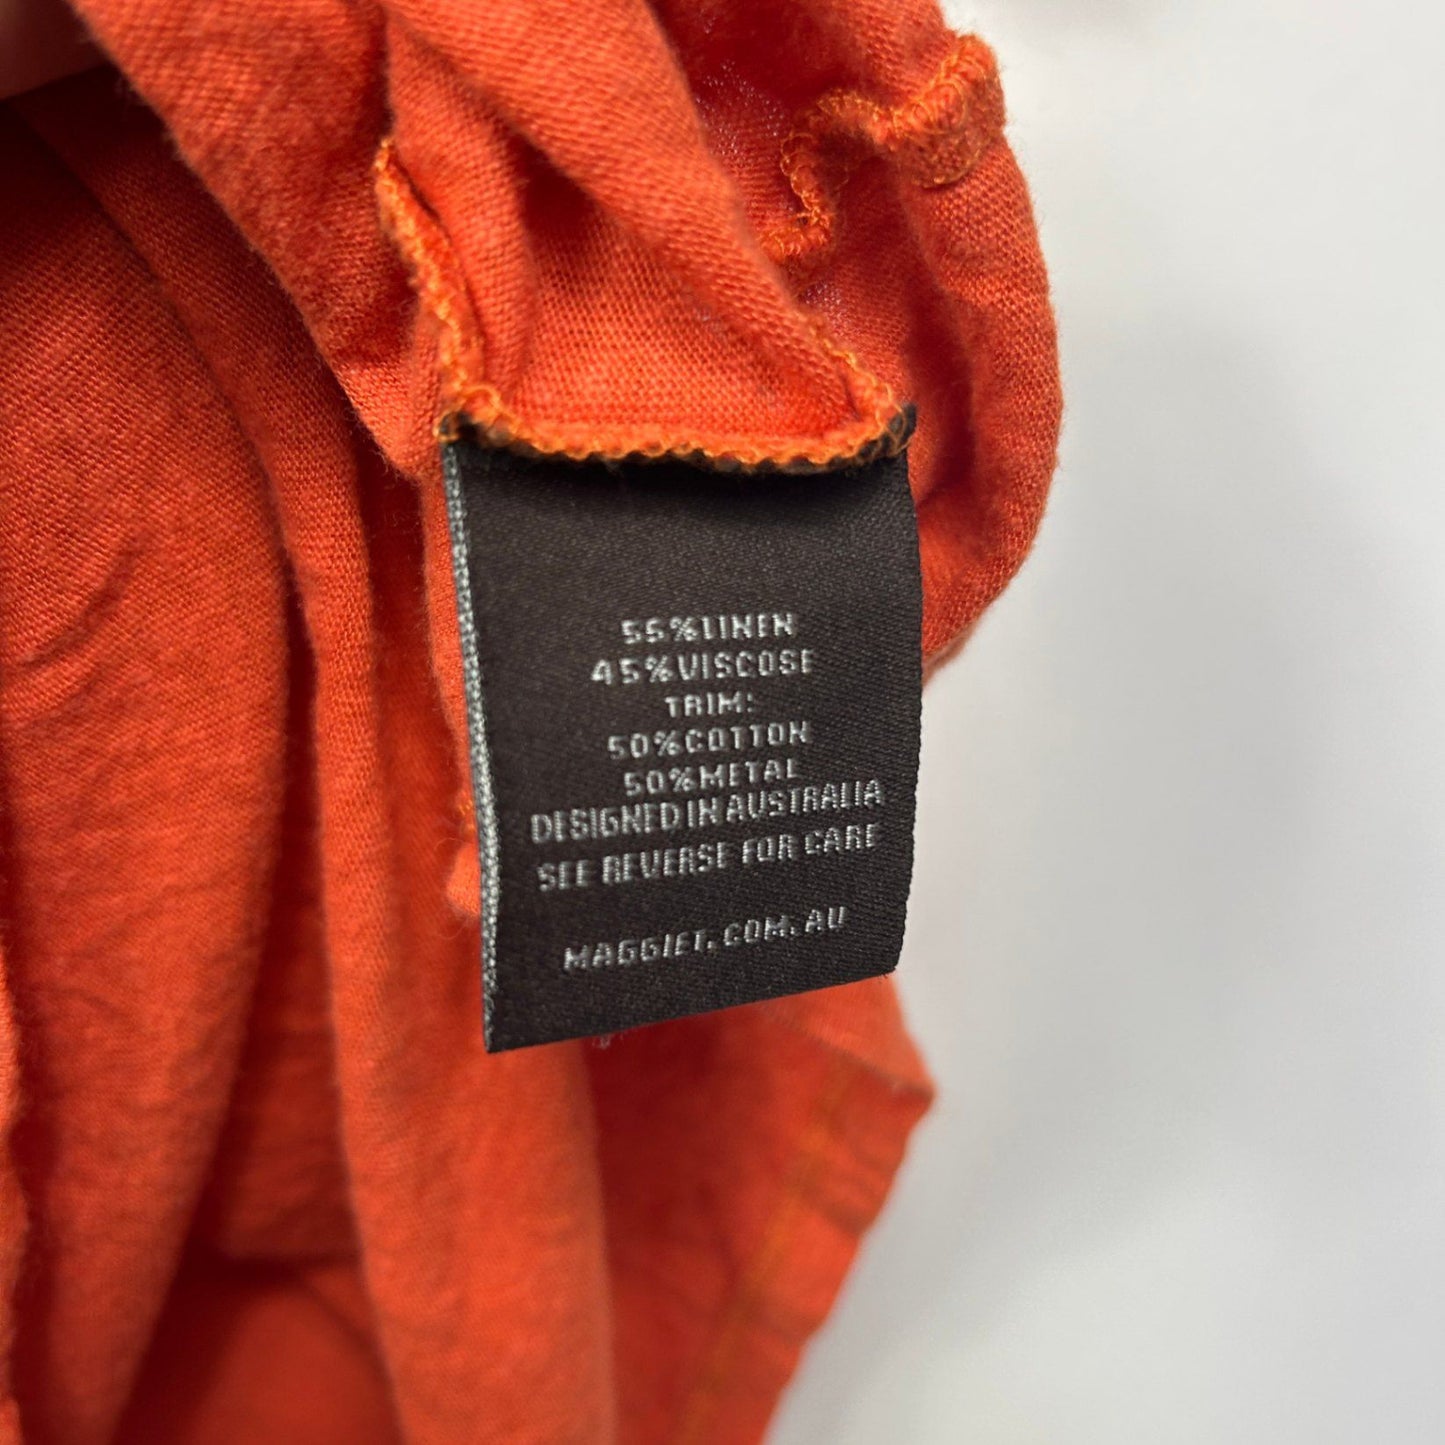 55%LINEN
45%VISCOSE
TRIM:
50%COTTON
50%METAL
DESIGNED IN AUSTRALIA
SEE REVERSE FOR CARE
MAGGIET.COM.AU